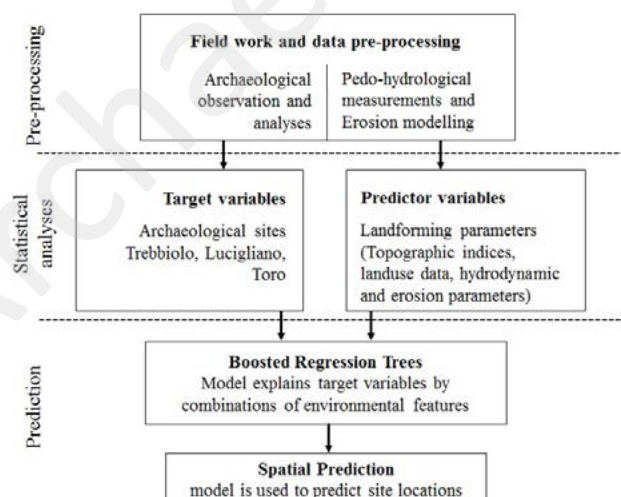 Pre-processing
Field work and data pre-processing
Archaeological
observation and
analyses
Pedo-hydrological
measurements and
Erosion modelling
Statistical
analyses
Target variables
Archaeological sites
Trebbiolo, Lucigliano,
Toro
Predictor variables
Landforming parameters
(Topographic indices,
landuse data, hydrodynamic
and erosion parameters)
Prediction
Boosted Regression Trees
Model explains target variables by
combinations of environmental features
Spatial Prediction
model is used to predict site locations